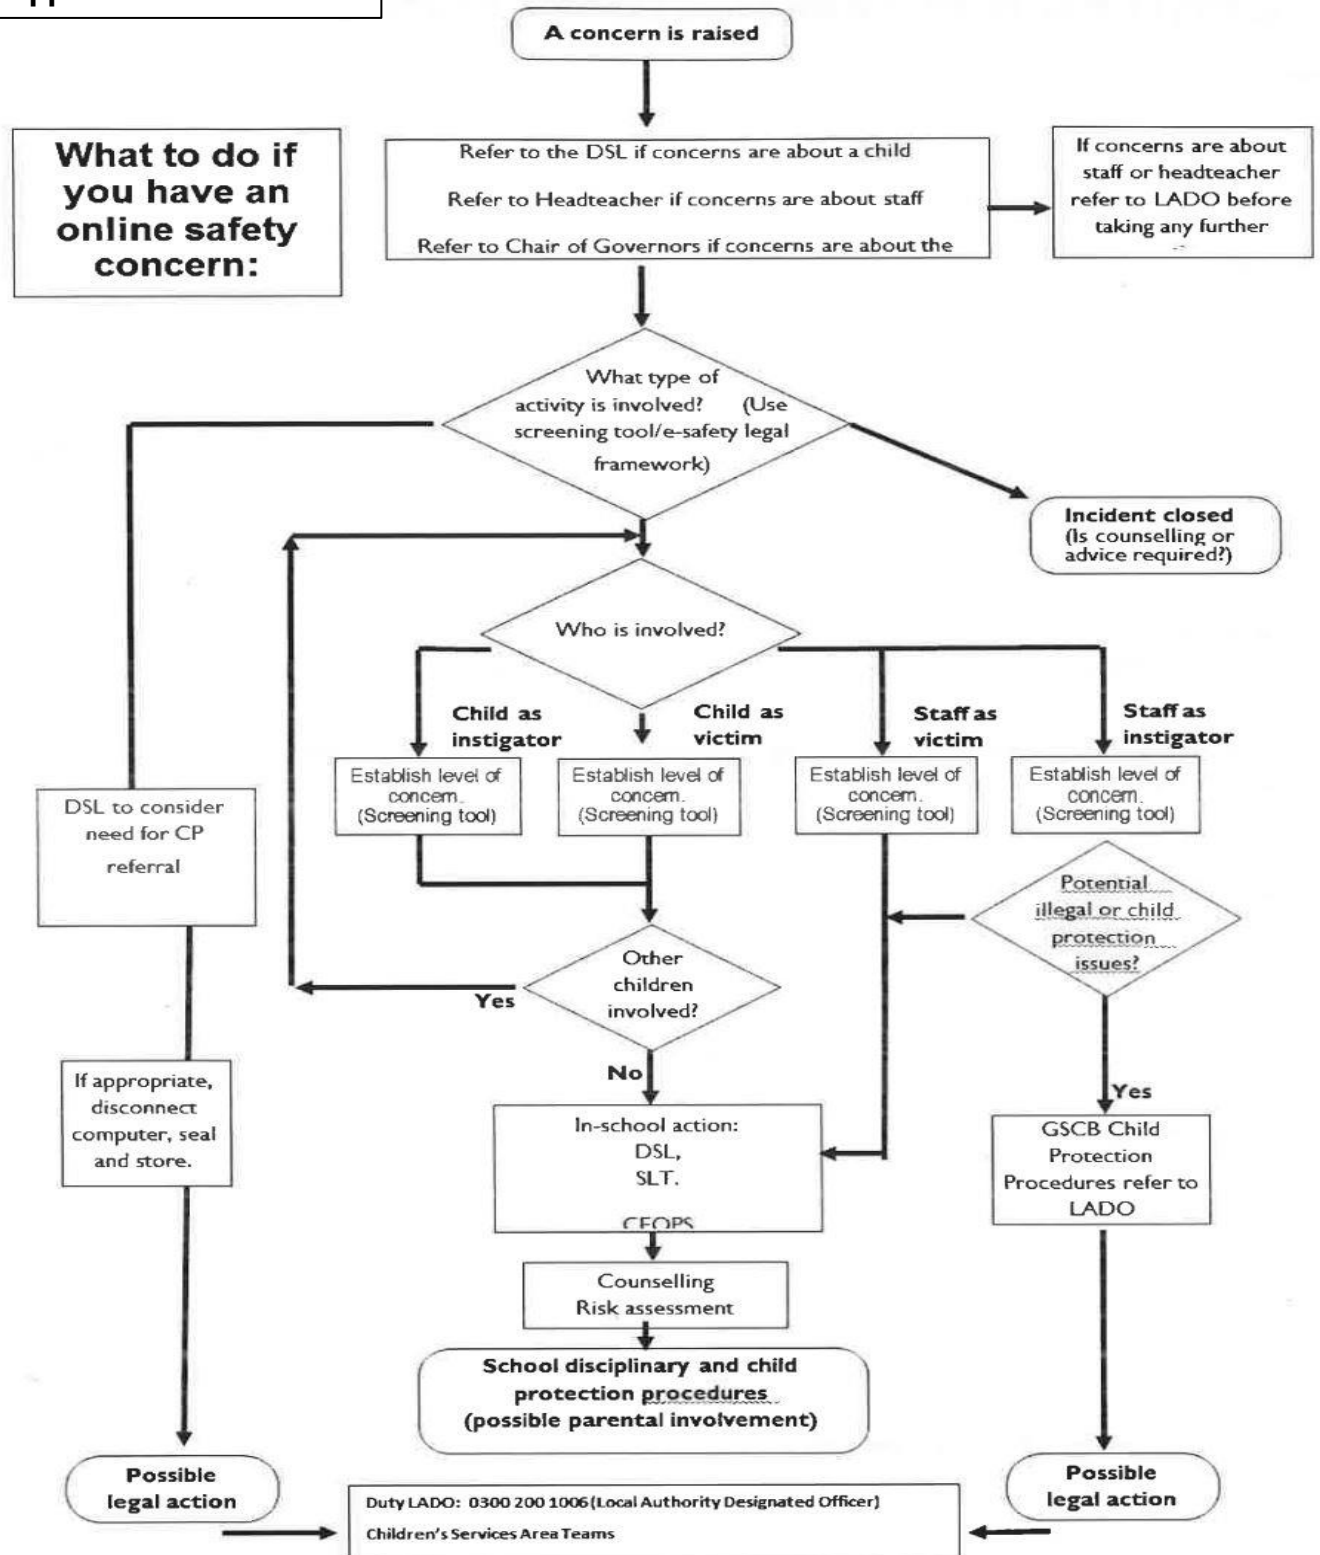 A concern is raised
What to do if
you have an
online safety
concern:
Refer to the DSL if concerns are about a child
Refer to Headteacher if concerns are about staff
Refer to Chair of Governors if concerns are about the
If concerns are about
staff or headteacher
refer to LADO before
taking any further
What type of
activity is involved? (Use
screening tool/e-safety legal
framework)
Incident closed
(Is counselling or
advice required?)
Who is involved?
Child as
instigator
Child as
victim
Staff as
victim
Staff as
instigator
Establish level of
concern.
(Screening tool)
Establish level of
concern.
(Screening tool)
Establish level of
concern.
(Screening tool)
Establish level of
concern.
(Screening tool)
DSL to consider
need for CP
referral
Potential
illegal or child
protection
issues?
Other
children
involved?
Yes
No
Yes
If appropriate,
disconnect
computer, seal
and store.
In-school action:
DSL,
SLT.
CEOPS
GSCB Child
Protection
Procedures refer to
LADO
Counselling
Risk assessment
School disciplinary and child
protection procedures
(possible parental involvement)
Possible
legal action
Possible
legal action
Duty LADO: 0300 200 1006 (Local Authority Designated Officer)
Children's Services Area Teams